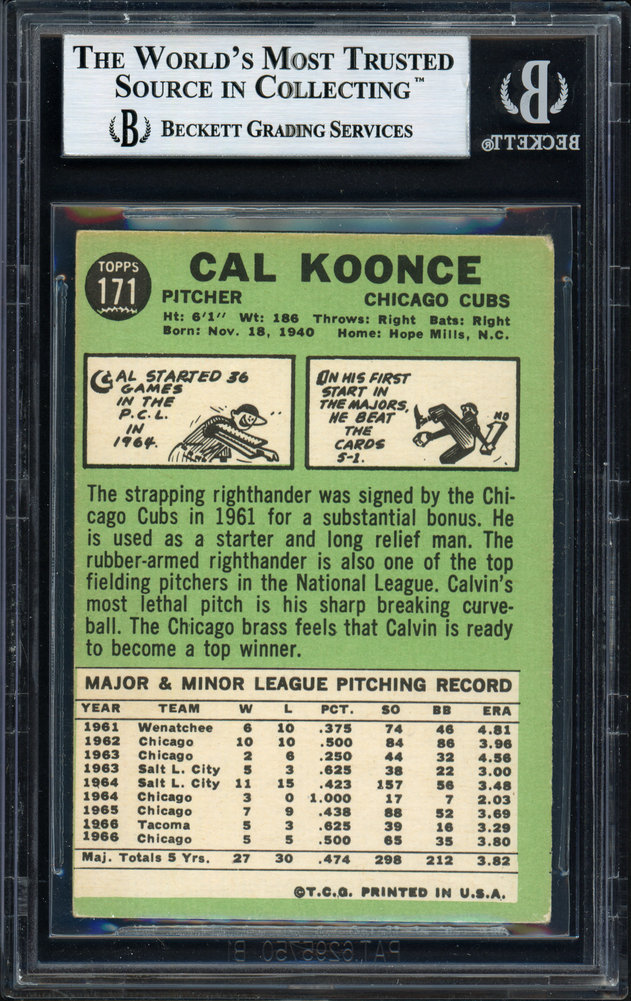 THE WORLD'S MOST TRUSTED
SOURCE IN COLLECTING™
B BECKETT GRADING SERVICES
B
BECKETT®
TOPPS
171
CAL KOONCE
PITCHER CHICAGO CUBS
Ht: 6'1" Wt: 186 Throws: Right Bats: Right
Born: Nov. 18, 1940 Home: Hope Mills, N.C.
CAL STARTED 36
GAMES
IN THE
P.C.L.
IN
1964.
IN HIS FIRST
START IN
THE MAJORS,
HE BEAT
THE
CARDS
5-1.
NO
The strapping righthander was signed by the Chi-
cago Cubs in 1961 for a substantial bonus. He
is used as a starter and long relief man. The
rubber-armed righthander is also one of the top
fielding pitchers in the National League. Calvin's
most lethal pitch is his sharp breaking curve-
ball. The Chicago brass feels that Calvin is ready
to become a top winner.
MAJOR & MINOR LEAGUE PITCHING RECORD
YEAR TEAM W L PCT. SO BB ERA
1961 Wenatchee 6 10 .375 74 46 4.81
1962 Chicago 10 10 .500 84 86 3.96
1963 Chicago 2 6 .250 44 32 4.56
1963 Salt L. City 5 3 .625 38 22 3.00
1964 Salt L. City 11 15 .423 157 56 3.48
1964 Chicago 3 0 1.000 17 7 2.03
1965 Chicago 7 9 .438 88 52 3.69
1966 Tacoma 5 3 .625 39 16 3.29
1966 Chicago 5 5 .500 65 35 3.80
Maj. Totals 5 Yrs. 27 30 .474 298 212 3.82
©T.C.G. PRINTED IN U.S.A.
PAT.6295750 B1